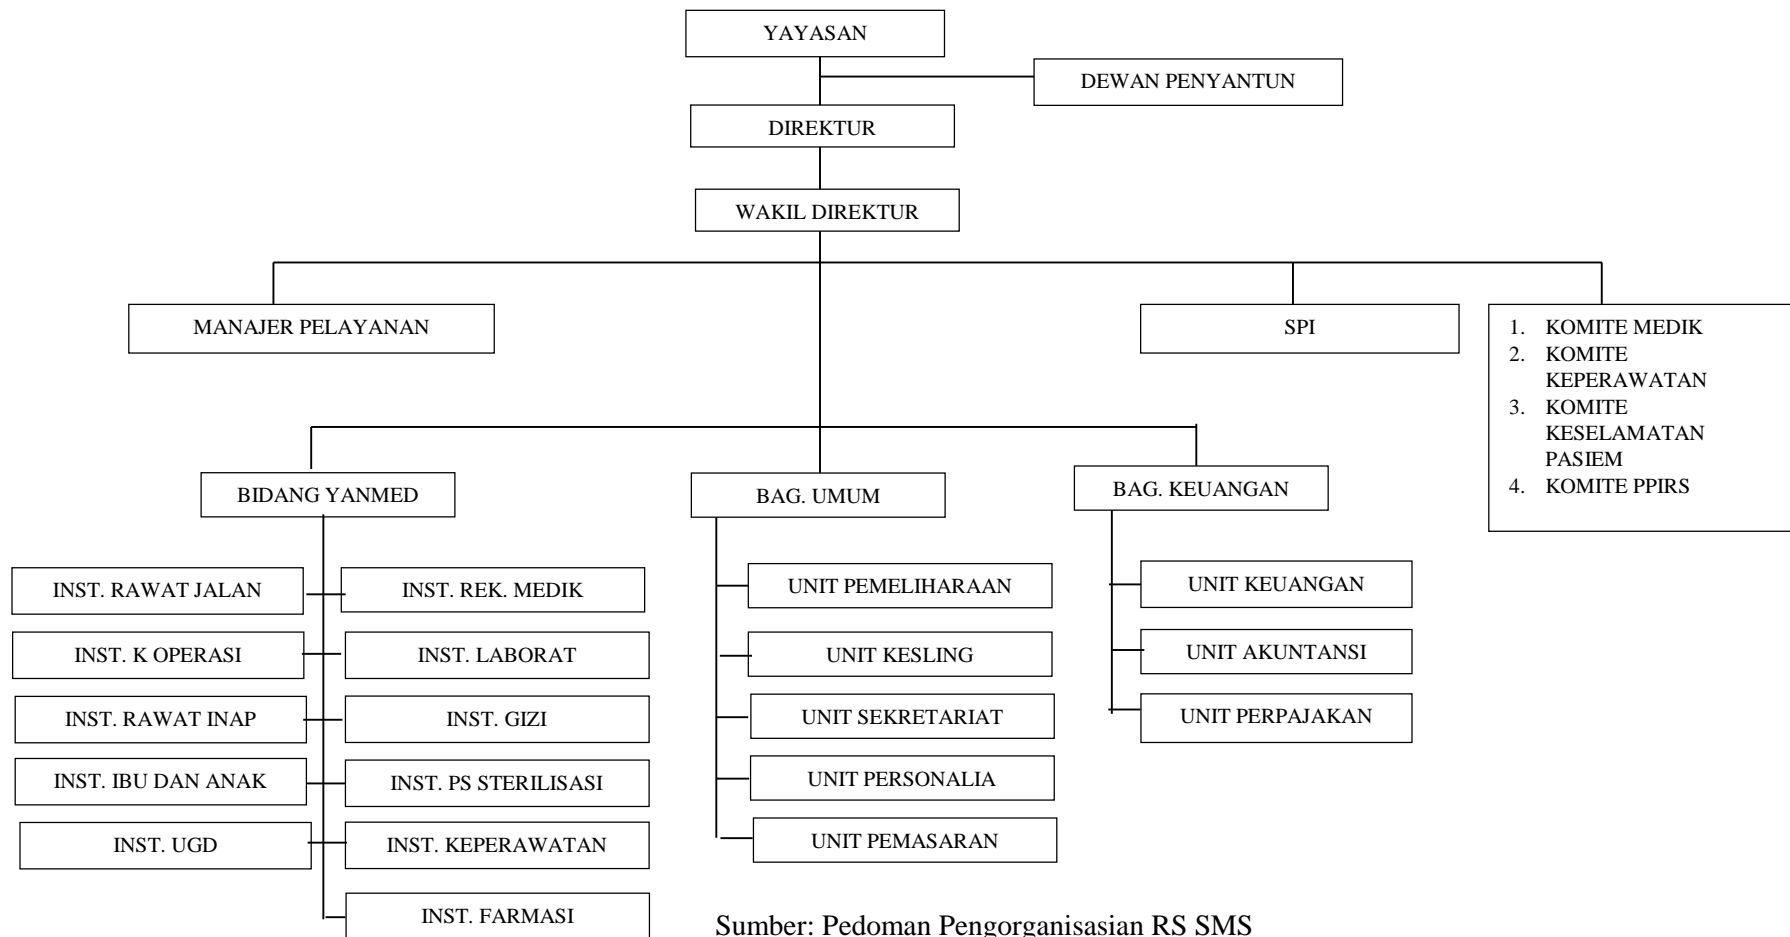 YAYASAN
DEWAN PENYANTUN
DIREKTUR
WAKIL DIREKTUR
MANAJER PELAYANAN
SPI
1. KOMITE MEDIK
2. KOMITE
KEPERAWATAN
3. KOMITE
KESELAMATAN
PASIEM
4. KOMITE PPIRS
BIDANG YANMED
BAG. UMUM
BAG. KEUANGAN
INST. RAWAT JALAN
INST. REK. MEDIK
INST. K OPERASI
INST. LABORAT
INST. RAWAT INAP
INST. GIZI
INST. IBU DAN ANAK
INST. PS STERILISASI
INST. UGD
INST. KEPERAWATAN
INST. FARMASI
UNIT PEMELIHARAAN
UNIT KESLING
UNIT SEKRETARIAT
UNIT PERSONALIA
UNIT PEMASARAN
UNIT KEUANGAN
UNIT AKUNTANSI
UNIT PERPAJAKAN
Sumber: Pedoman Pengorganisasian RS SMS